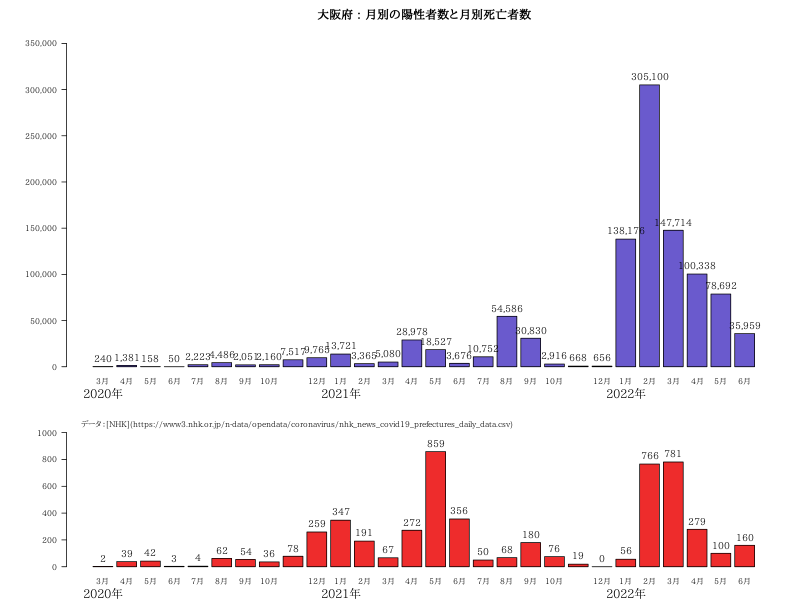 大阪府：月別の陽性者数と月別死亡者数
350,000
300,000
250,000
200,000
150,000
100,000
50,000
0
240 1,381 158 50 2,223 4,486 2,051 2,160 7,517 9,765 13,721 3,365 5,080 28,978 18,527 3,676 10,752 54,586 30,830 2,916 668 656 138,176 305,100 147,714 100,338 78,692 35,959
3月 4月 5月 6月 7月 8月 9月 10月 12月 1月 2月 3月 4月 5月 6月 7月 8月 9月 10月 12月 1月 2月 3月 4月 5月 6月
2020年 2021年 2022年
データ：[NHK](https://www3.nhk.or.jp/n-data/opendata/coronavirus/nhk_news_covid19_prefectures_daily_data.csv)
1000
800
600
400
200
0
2 39 42 3 4 62 54 36 78 259 347 191 67 272 859 356 50 68 180 76 19 0 56 766 781 279 100 160
3月 4月 5月 6月 7月 8月 9月 10月 12月 1月 2月 3月 4月 5月 6月 7月 8月 9月 10月 12月 1月 2月 3月 4月 5月 6月
2020年 2021年 2022年